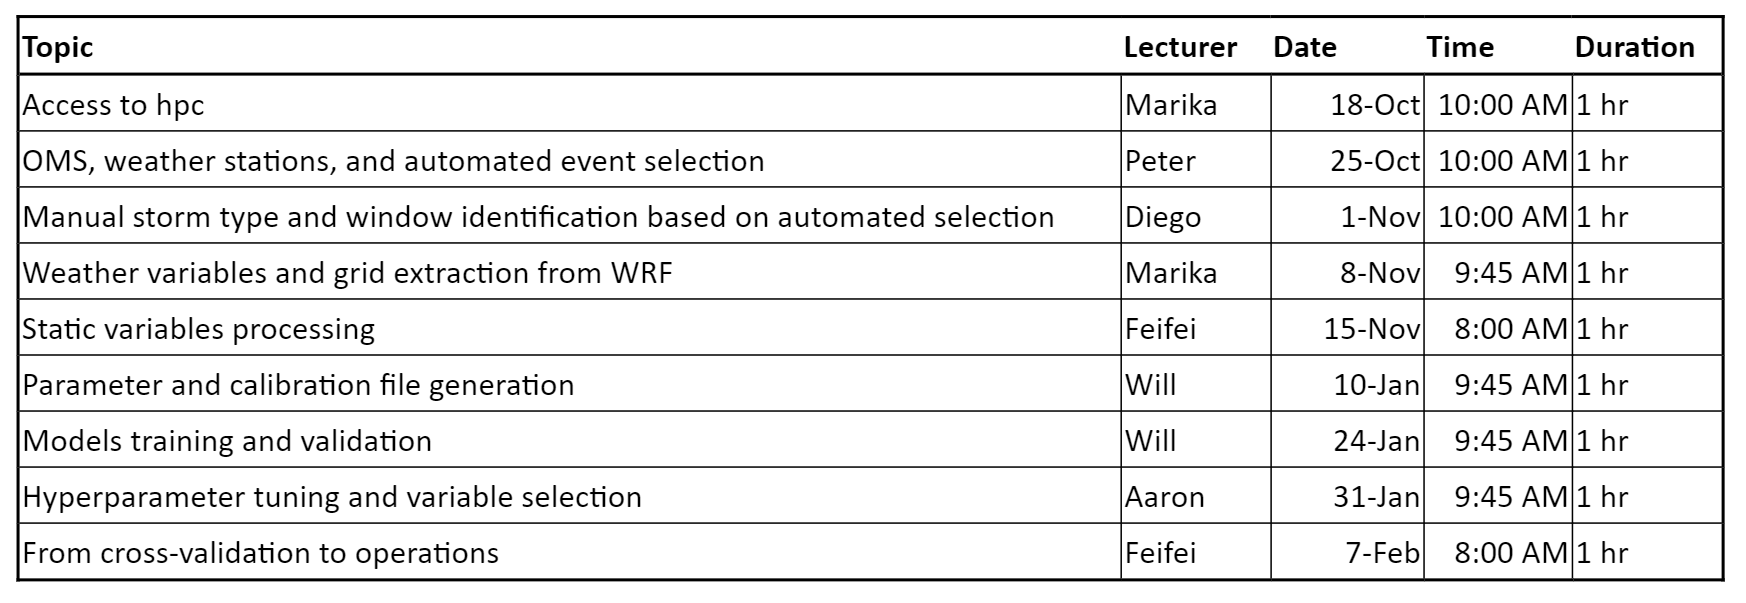 Topic Lecturer Date Time Duration
Access to hpc Marika 18-Oct 10:00 AM 1 hr
OMS, weather stations, and automated event selection Peter 25-Oct 10:00 AM 1 hr
Manual storm type and window identification based on automated selection Diego 1-Nov 10:00 AM 1 hr
Weather variables and grid extraction from WRF Marika 8-Nov 9:45 AM 1 hr
Static variables processing Feifei 15-Nov 8:00 AM 1 hr
Parameter and calibration file generation Will 10-Jan 9:45 AM 1 hr
Models training and validation Will 24-Jan 9:45 AM 1 hr
Hyperparameter tuning and variable selection Aaron 31-Jan 9:45 AM 1 hr
From cross-validation to operations Feifei 7-Feb 8:00 AM 1 hr